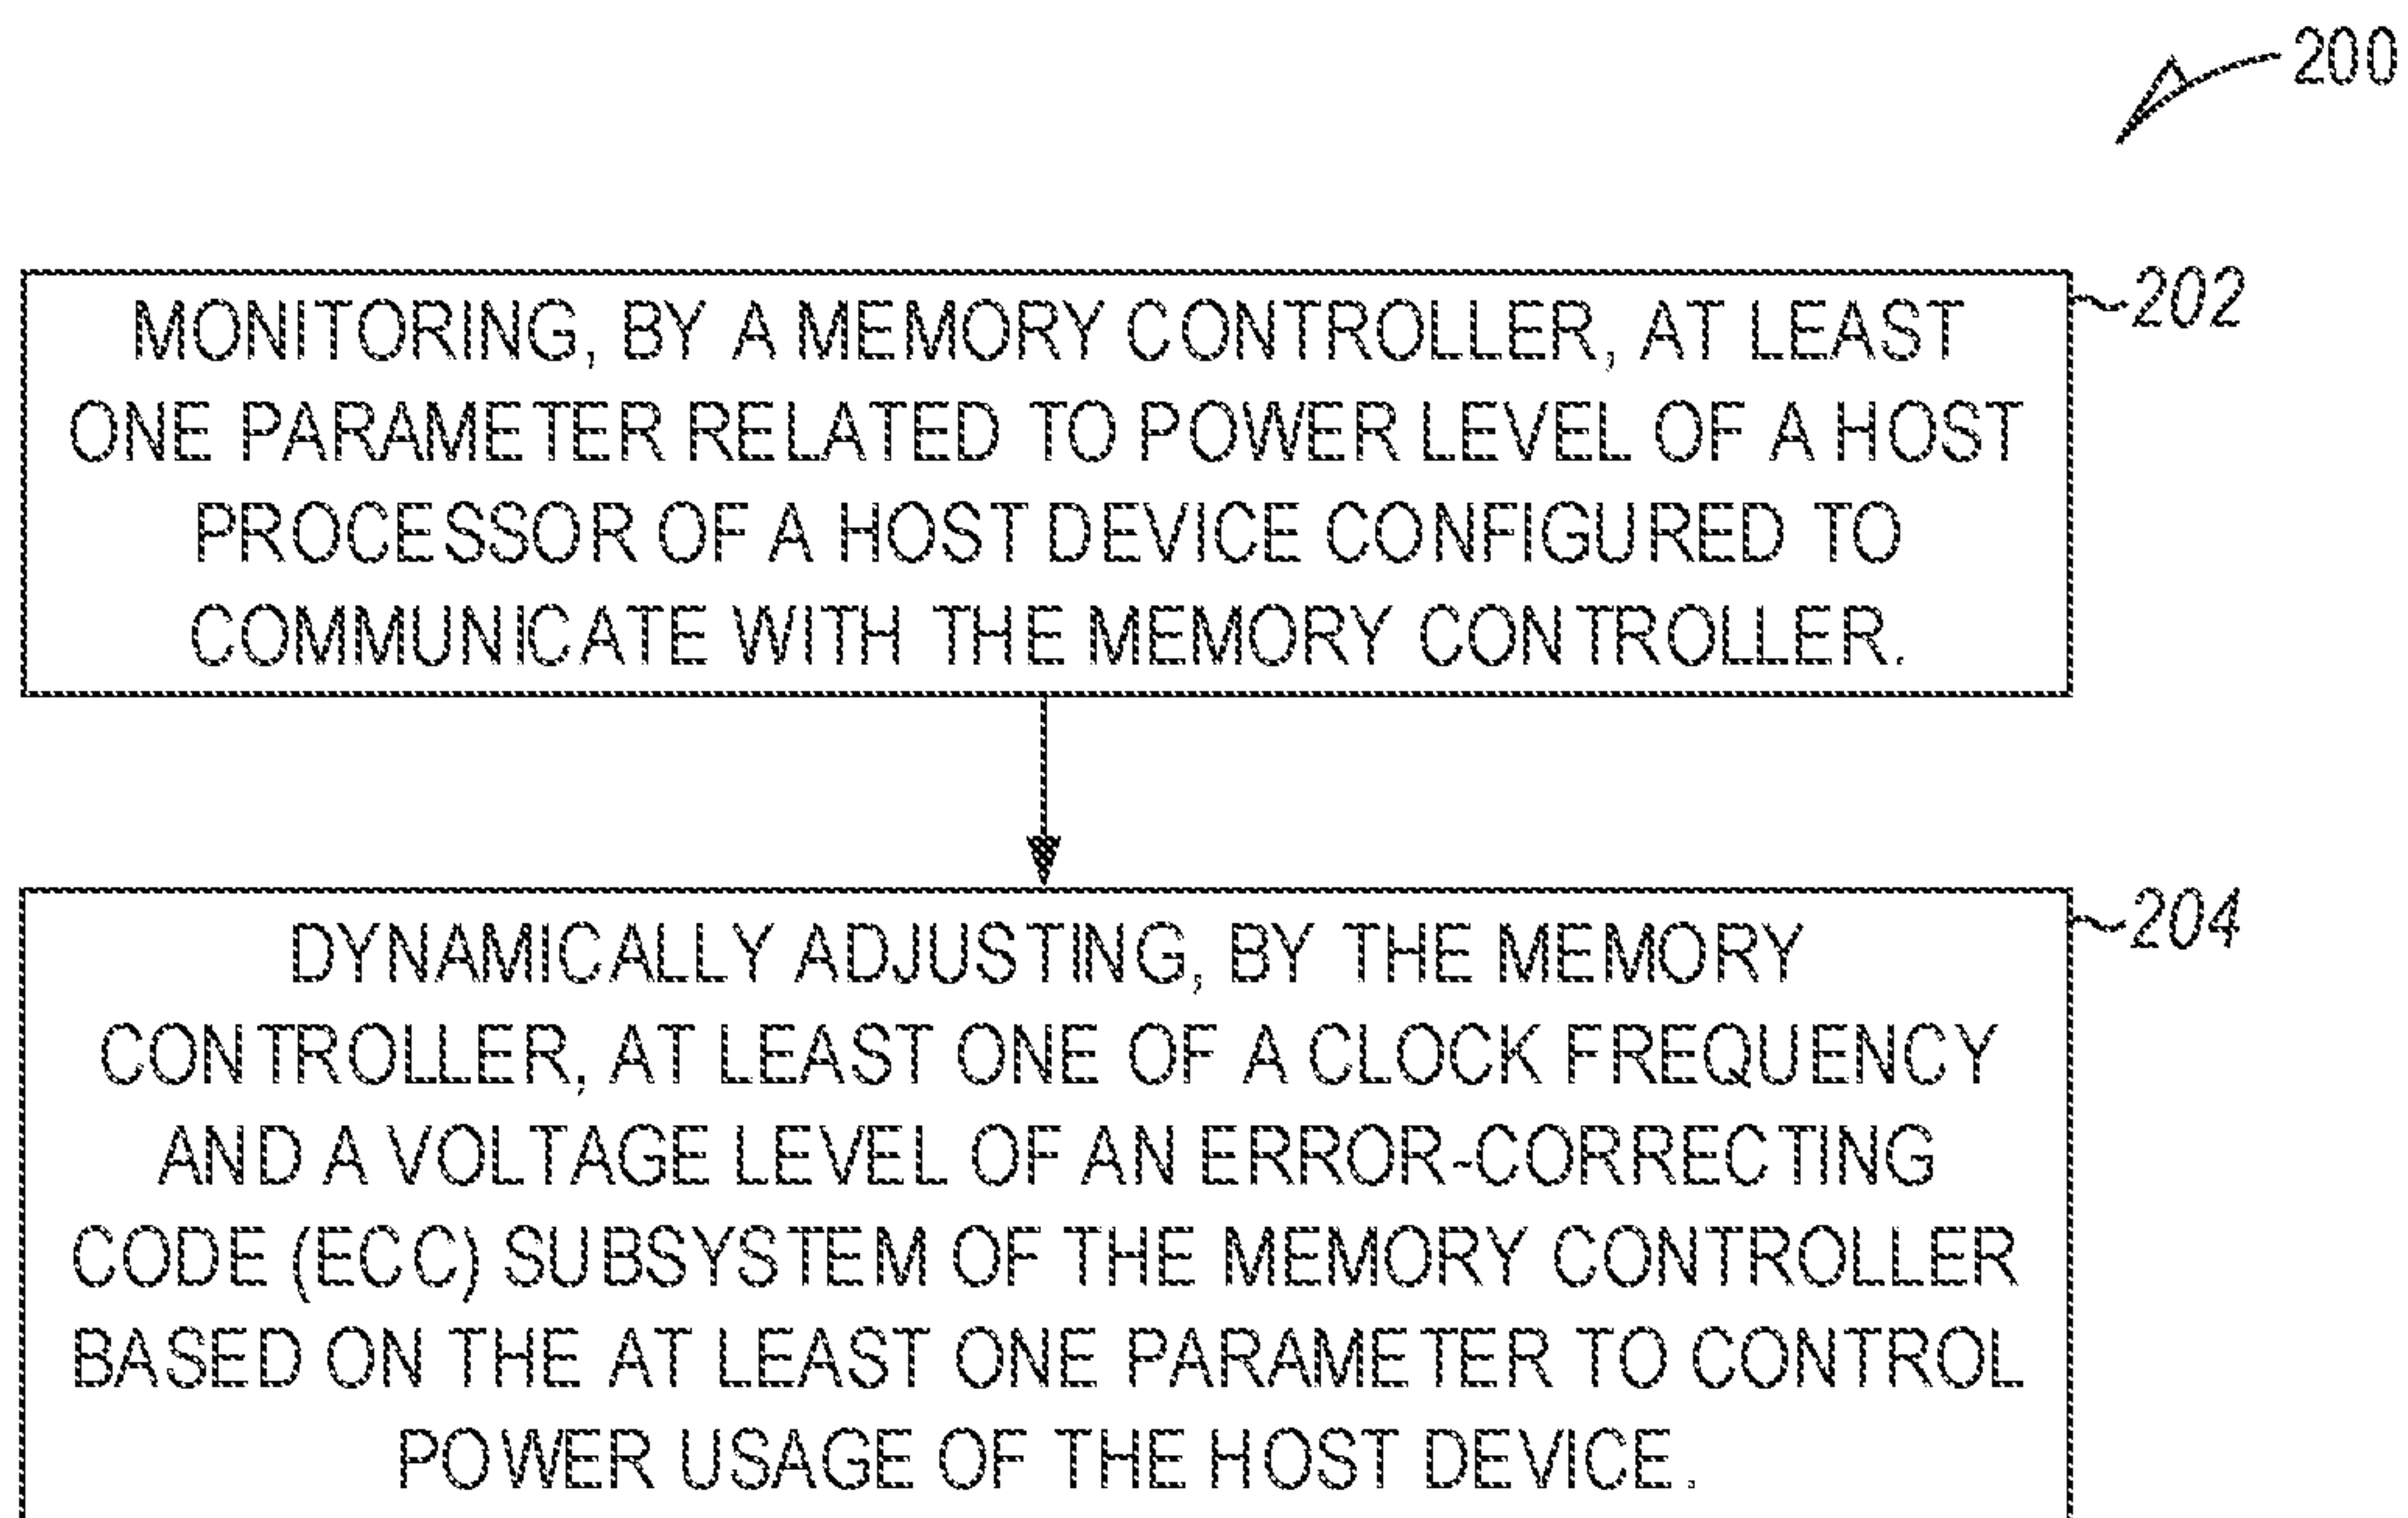 200
202
MONITORING, BY A MEMORY CONTROLLER, AT LEAST
ONE PARAMETER RELATED TO POWER LEVEL OF A HOST
PROCESSOR OF A HOST DEVICE CONFIGURED TO
COMMUNICATE WITH THE MEMORY CONTROLLER.
204
DYNAMICALLY ADJUSTING, BY THE MEMORY
CONTROLLER, AT LEAST ONE OF A CLOCK FREQUENCY
AND A VOLTAGE LEVEL OF AN ERROR-CORRECTING
CODE (ECC) SUBSYSTEM OF THE MEMORY CONTROLLER
BASED ON THE AT LEAST ONE PARAMETER TO CONTROL
POWER USAGE OF THE HOST DEVICE.